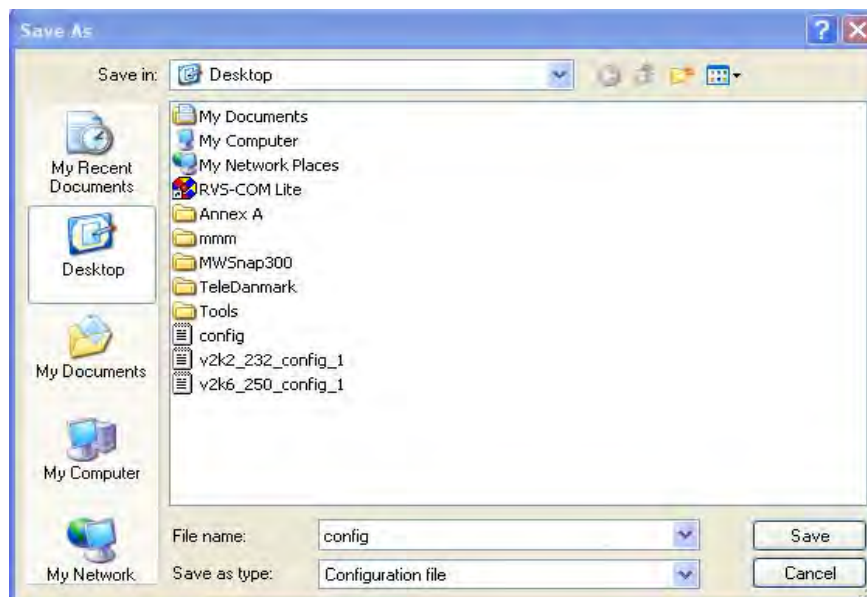 Save As
Save in:
Desktop
My Recent
Documents
Desktop
My Documents
My Computer
My Network
My Documents
My Computer
My Network Places
RVS-COM Lite
Annex A
mmm
MWSnap300
TeleDanmark
Tools
config
v2k2_232_config_1
v2k6_250_config_1
File name:
config
Save
Save as type:
Configuration file
Cancel